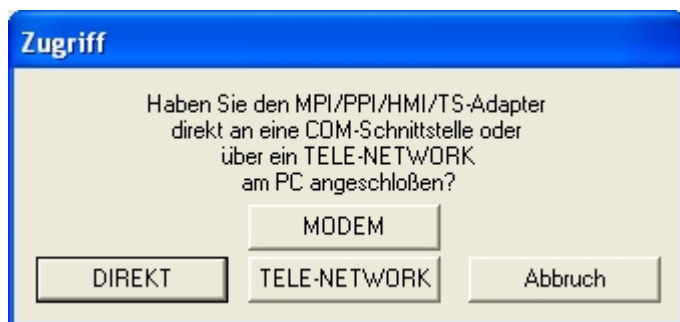 Zugriff
Haben Sie den MPI/PPI/HMI/TS-Adapter
direkt an eine COM-Schnittstelle oder
über ein TELE-NETWORK
am PC angeschloßen?
MODEM
DIREKT TELE-NETWORK Abbruch